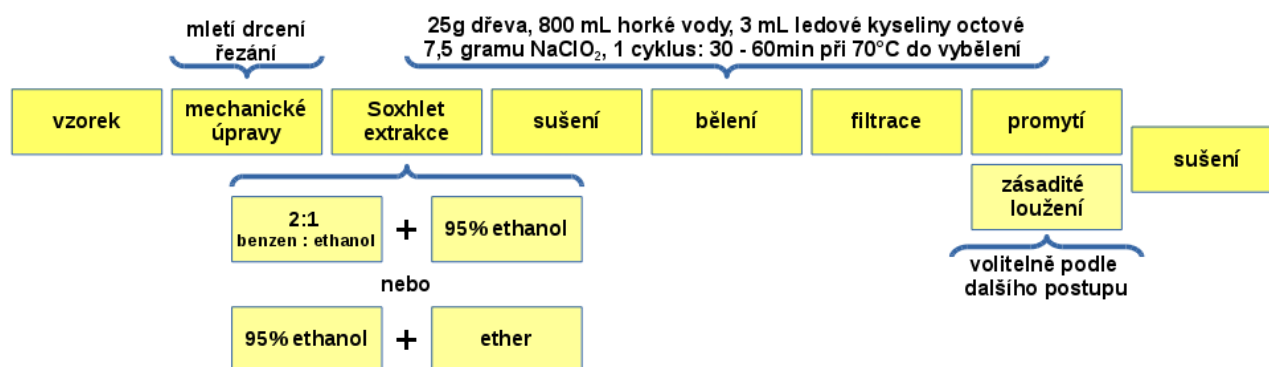 mletí drcení
řezání
25g dřeva, 800 mL horké vody, 3 mL ledové kyseliny octové
7,5 gramu NaClO₂, 1 cyklus: 30 - 60min při 70°C do vybělení
vzorek
mechanické
úpravy
Soxhlet
extrakce
sušení
bělení
filtrace
promytí
sušení
zásadité
loužení
2:1
benzen : ethanol
+
95% ethanol
nebo
95% ethanol
+
ether
volitelně podle
dalšího postupu